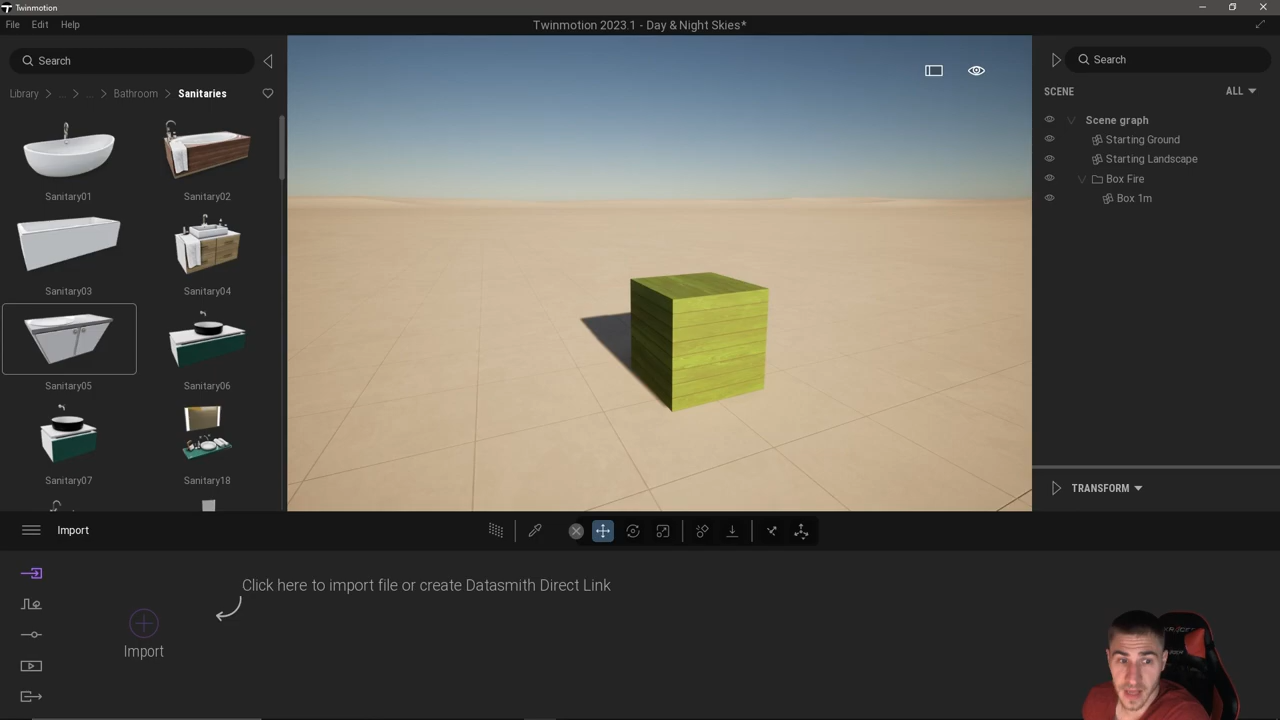 Twinmotion
File Edit Help
Twinmotion 2023.1 - Day & Night Skies*
Search
Library > ... > ... > Bathroom > Sanitaries
Sanitary01
Sanitary02
Sanitary03
Sanitary04
Sanitary05
Sanitary06
Sanitary07
Sanitary18
Search
SCENE
ALL
Scene graph
Starting Ground
Starting Landscape
Box Fire
Box 1m
TRANSFORM
Import
Click here to import file or create Datasmith Direct Link
Import